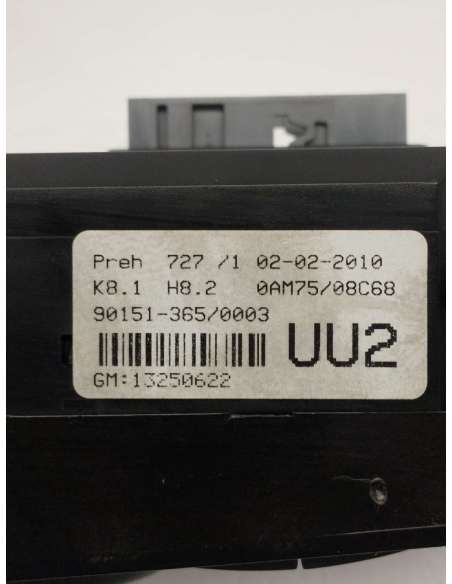 Preh 727 /1 02-02-2010
K8.1 H8.2 0AM75/08C68
90151-365/0003
UU2
GM:13250622